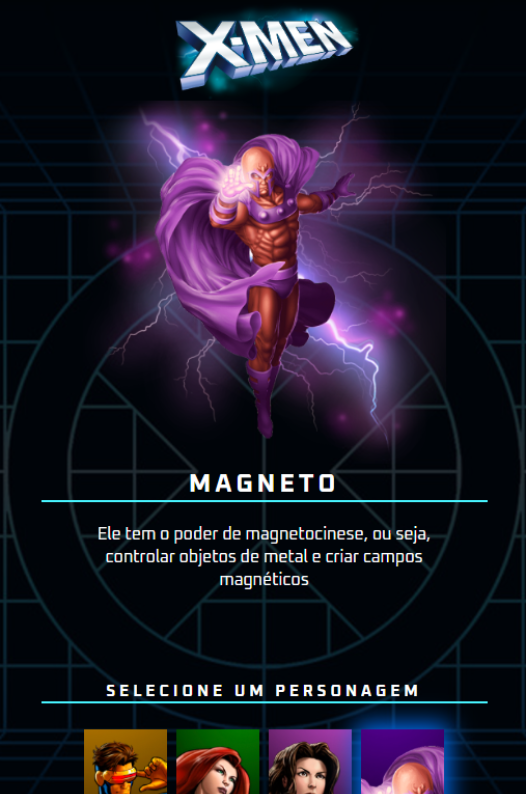 X-MEN
MAGNETO
Ele tem o poder de magnetocinese, ou seja,
controlar objetos de metal e criar campos
magnéticos
SELECIONE UM PERSONAGEM